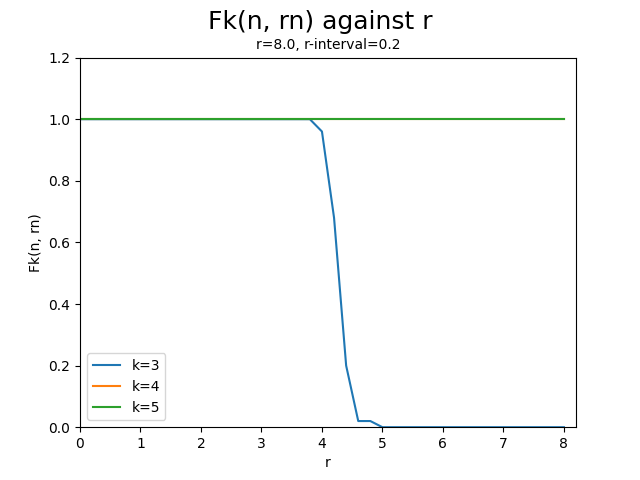 Fk(n, rn) against r
r=8.0, r-interval=0.2
1.2
1.0
0.8
0.6
0.4
0.2
0.0
Fk(n, rn)
k=3
k=4
k=5
0 1 2 3 4 5 6 7 8
r